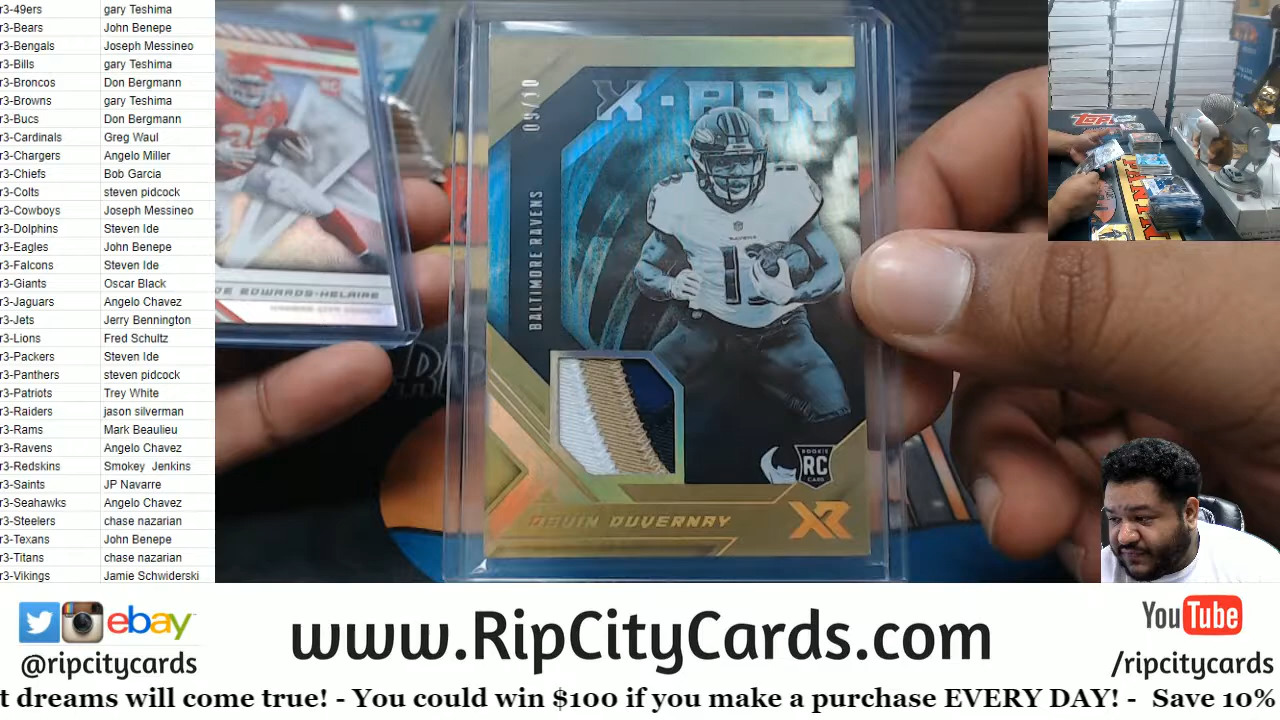 r3-49ers gary Teshima
r3-Bears John Benepe
r3-Bengals Joseph Messineo
r3-Bills gary Teshima
r3-Broncos Don Bergmann
r3-Browns gary Teshima
r3-Bucs Don Bergmann
r3-Cardinals Greg Waul
r3-Chargers Angelo Miller
r3-Chiefs Bob Garcia
r3-Colts steven pidcock
r3-Cowboys Joseph Messineo
r3-Dolphins Steven Ide
r3-Eagles John Benepe
r3-Falcons Steven Ide
r3-Giants Oscar Black
r3-Jaguars Angelo Chavez
r3-Jets Jerry Bennington
r3-Lions Fred Schultz
r3-Packers Steven Ide
r3-Panthers steven pidcock
r3-Patriots Trey White
r3-Raiders jason silverman
r3-Rams Mark Beaulieu
r3-Ravens Angelo Chavez
r3-Redskins Smokey Jenkins
r3-Saints JP Navarre
r3-Seahawks Angelo Chavez
r3-Steelers chase nazarian
r3-Texans John Benepe
r3-Titans chase nazarian
r3-Vikings Jamie Schwiderski
DE EDWARDS-HELAIRE
09/10
X-RAY
BALTIMORE RAVENS
ROOKIE
RC
CARD
DEVIN DUVERNAY
XR
PANINI
ebay
@ripcitycards
www.RipCityCards.com
YouTube
/ripcitycards
t dreams will come true! - You could win $100 if you make a purchase EVERY DAY! - Save 10%